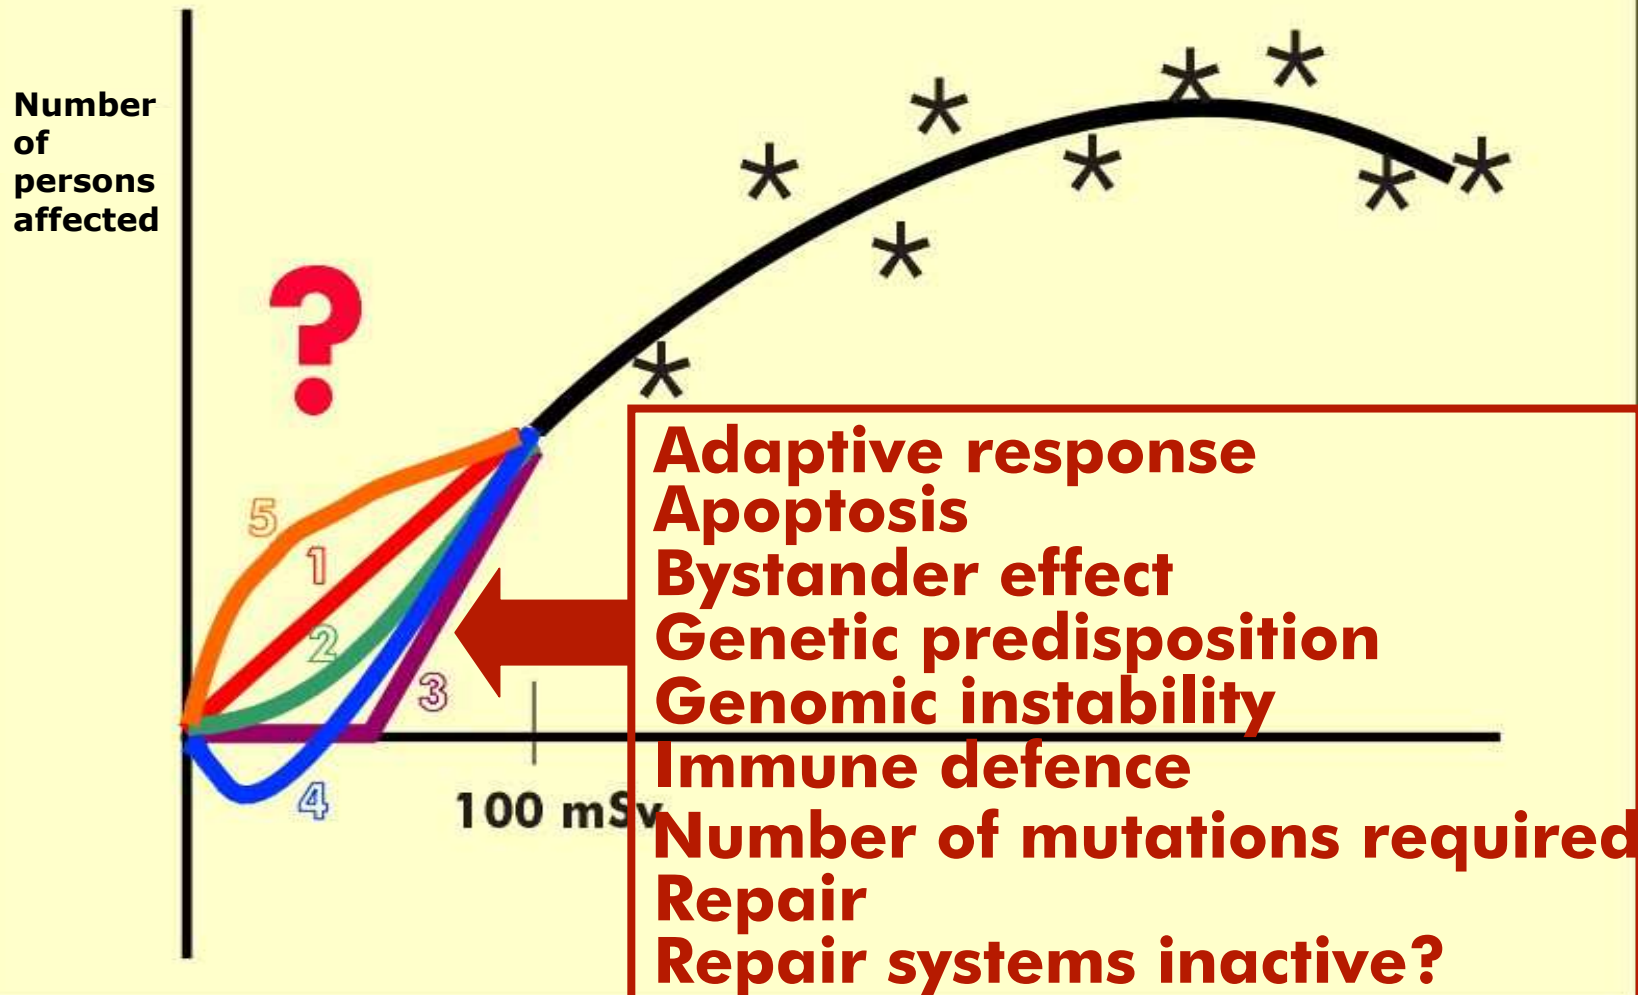 Number
of
persons
affected
?
5
1
2
3
4
100 mSv
Adaptive response
Apoptosis
Bystander effect
Genetic predisposition
Genomic instability
Immune defence
Number of mutations required
Repair
Repair systems inactive?